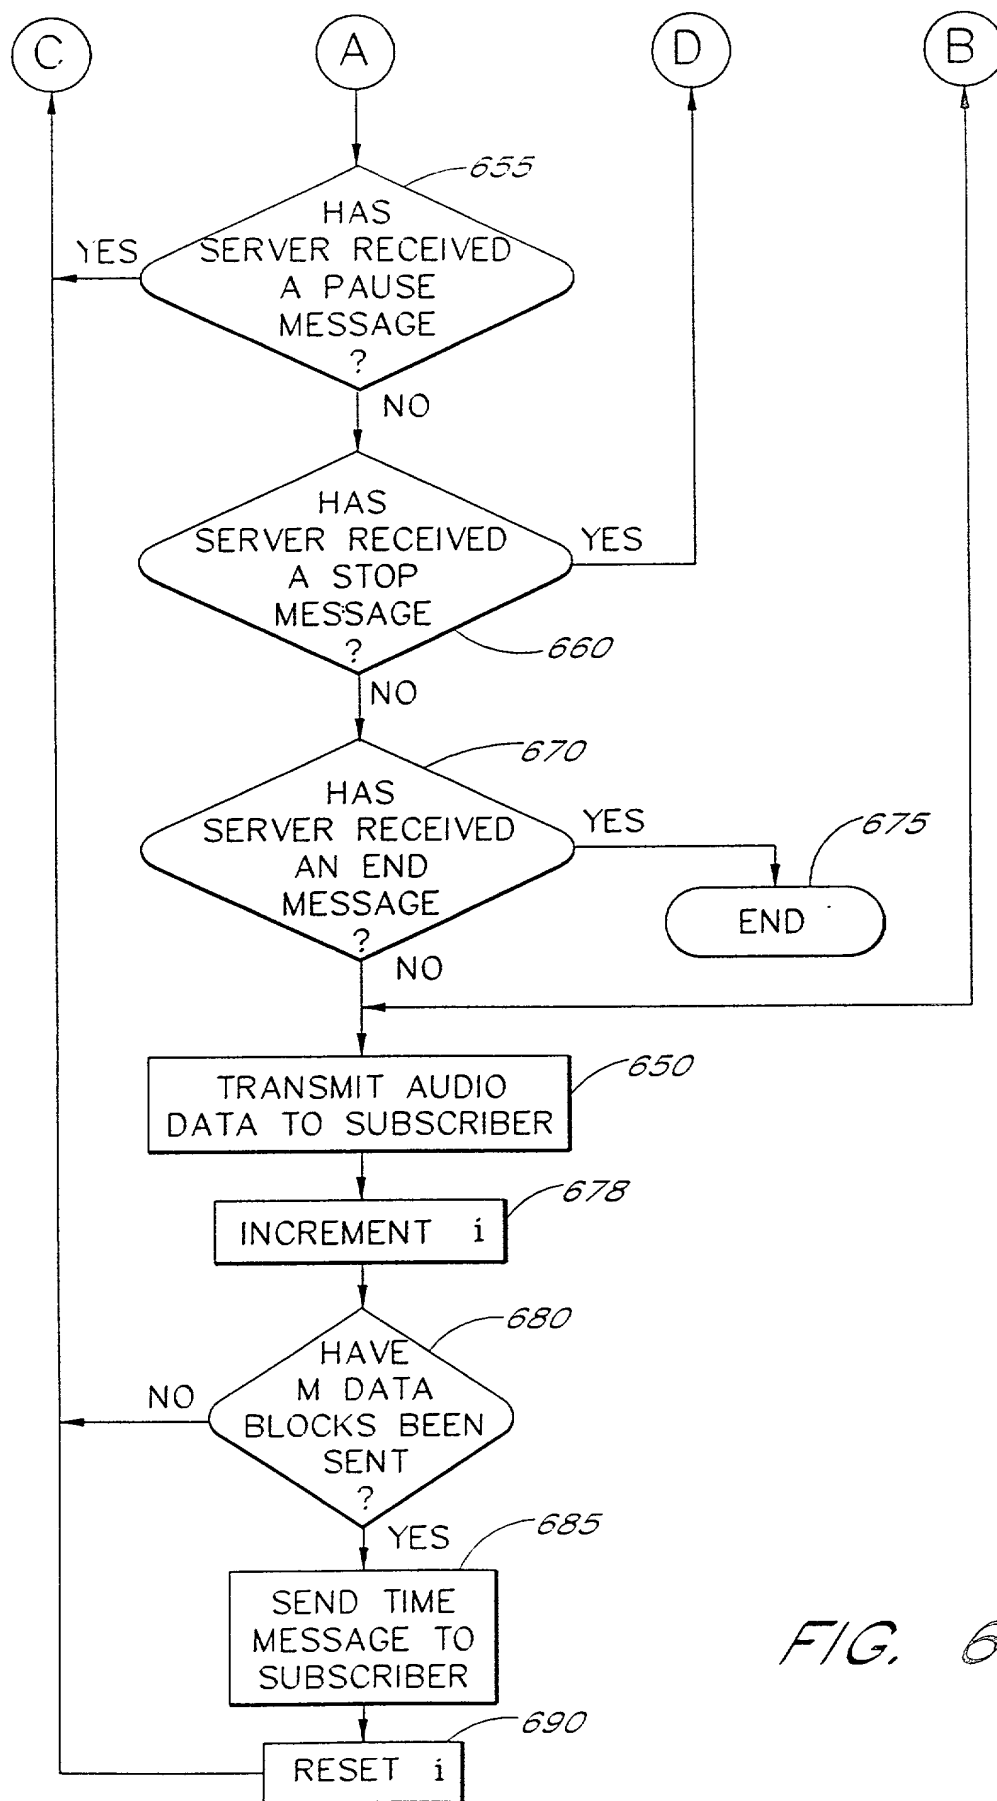 C
A
D
B
655
HAS
SERVER RECEIVED
A PAUSE
MESSAGE
?
YES
NO
HAS
SERVER RECEIVED
A STOP
MESSAGE
?
YES
660
NO
670
HAS
SERVER RECEIVED
AN END
MESSAGE
?
YES
675
END
NO
650
TRANSMIT AUDIO
DATA TO SUBSCRIBER
678
INCREMENT i
680
HAVE
M DATA
BLOCKS BEEN
SENT
?
NO
YES
685
SEND TIME
MESSAGE TO
SUBSCRIBER
690
RESET i
FIG. 6